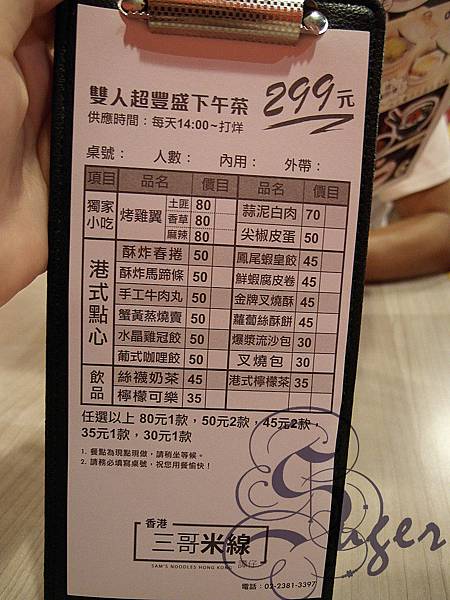 雙人超豐盛下午茶 299元
供應時間：每天14:00~打烊
桌號： 人數： 內用： 外帶：
項目 品名 價目 品名 價目
獨家小吃 烤雞翼 土匪 80 蒜泥白肉 70
香草 80
麻辣 80 尖椒皮蛋 50
港式點心 酥炸春捲 50 鳳尾蝦皇餃 45
酥炸馬蹄條 50 鮮蝦腐皮卷 45
手工牛肉丸 50 金牌叉燒酥 45
蟹黃蒸燒賣 50 蘿蔔絲酥餅 45
水晶雞冠餃 50 爆漿流沙包 30
葡式咖哩餃 50 叉燒包 30
飲品 絲襪奶茶 45 港式檸檬茶 35
檸檬可樂 35
任選以上 80元1款，50元2款，45元2款，
35元1款，30元1款
1. 餐點為現點現做，請稍坐等候。
2. 請務必填寫桌號，祝您用餐愉快！
香港
三哥米線
SAM'S NOODLES HONG KONG 譚仔
電話：02-2381-3397
Suger